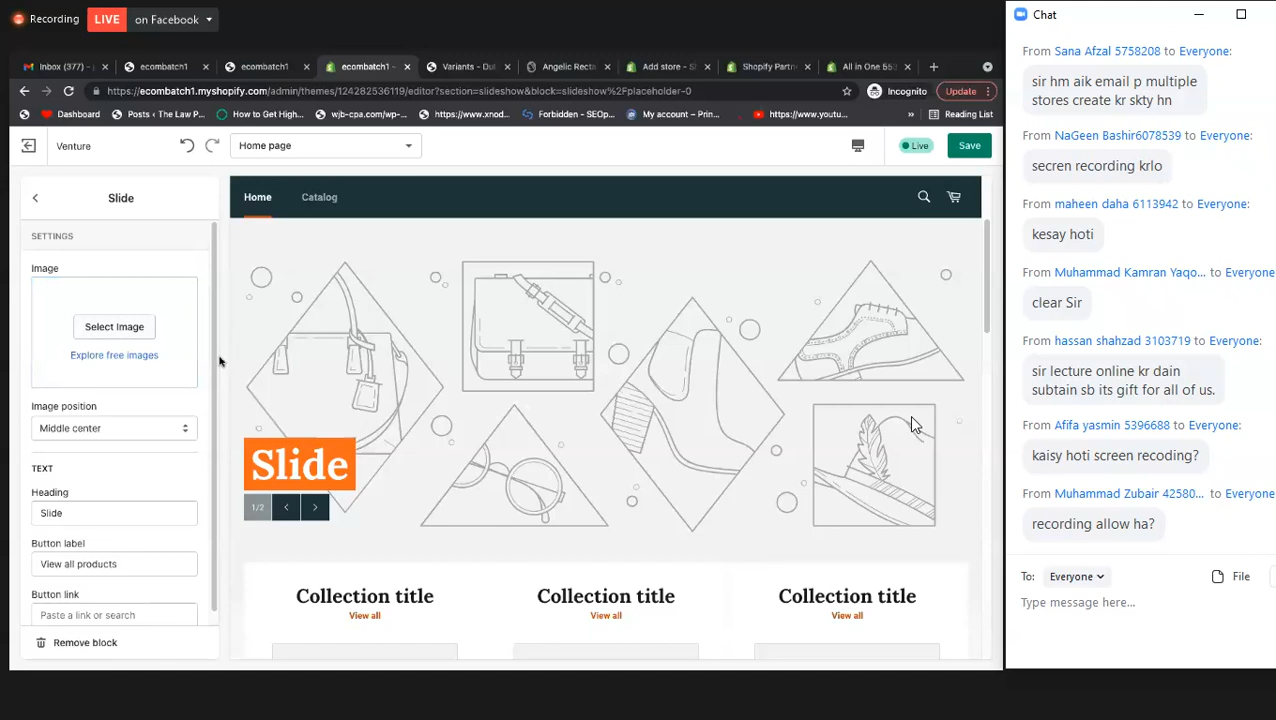 Recording
LIVE
on Facebook
Inbox (377) –
ecombatch1
ecombatch1
ecombatch1 –
Variants – Du
Angelic Recta
Add store – S
Shopify Partn
All in One 553
https://ecombatch1.myshopify.com/admin/themes/124282536119/editor?section=slideshow&block=slideshow%2Fplaceholder-0
Incognito
Update
Dashboard
Posts ‹ The Law P...
How to Get High...
wjb-cpa.com/wp-...
https://www.xnod...
Forbidden -SEOp...
My account – Prin...
https://www.youtu...
»
Reading List
Venture
Home page
Live
Save
Slide
SETTINGS
Image
Select Image
Explore free images
Image position
Middle center
TEXT
Heading
Slide
Button label
View all products
Button link
Paste a link or search
Remove block
Home
Catalog
Slide
1/2
Collection title
View all
Collection title
View all
Collection title
View all
Chat
From Sana Afzal 5758208 to Everyone:
sir hm aik email p multiple
stores create kr skty hn
From NaGeen Bashir6078539 to Everyone:
secren recording krlo
From maheen daha 6113942 to Everyone:
kesay hoti
From Muhammad Kamran Yaqo... to Everyone
clear Sir
From hassan shahzad 3103719 to Everyone:
sir lecture online kr dain
subtain sb its gift for all of us.
From Afifa yasmin 5396688 to Everyone:
kaisy hoti screen recoding?
From Muhammad Zubair 42580... to Everyone
recording allow ha?
To: Everyone
File
Type message here...